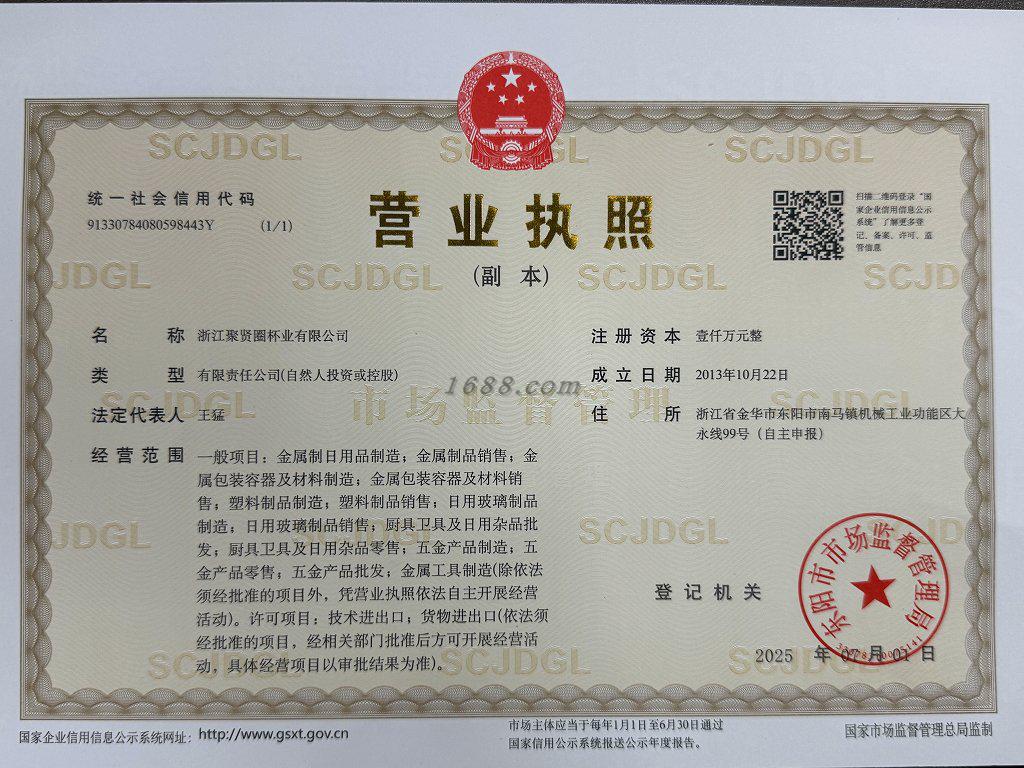 SCJDGL
SCJDGL
SCJDGL
统一社会信用代码
91330784080598443Y (1/1)
营业执照
(副 本)
扫描二维码登录“国
家企业信用信息公示
系统”了解更多登
记、备案、许可、监
管信息
SCJDGL
SCJDGL
SCJDGL
SCJDGL
名 称 浙江聚贤圈杯业有限公司
类 型 有限责任公司(自然人投资或控股)
法定代表人 王猛
经营范围 一般项目：金属制日用品制造；金属制品销售；金
属包装容器及材料制造；金属包装容器及材料销
售；塑料制品制造；塑料制品销售；日用玻璃制品
制造；日用玻璃制品销售；厨具卫具及日用杂品批
发；厨具卫具及日用杂品零售；五金产品制造；五
金产品零售；五金产品批发；金属工具制造(除依法
须经批准的项目外，凭营业执照依法自主开展经营
活动)。许可项目：技术进出口，货物进出口(依法须
经批准的项目，经相关部门批准后方可开展经营活
动，具体经营项目以审批结果为准)。
注册资本 壹仟万元整
成立日期 2013年10月22日
住 所 浙江省金华市东阳市南马镇机械工业功能区大
永线99号（自主申报）
1688.com
市场监督管理
SCJDGL
SCJDGL
SCJDGL
SCJDGL
SCJDGL
登记机关
东阳市市场监督管理局
2025 年 07 月 01 日
国家企业信用信息公示系统网址：http://www.gsxt.gov.cn
市场主体应当于每年1月1日至6月30日通过
国家信用公示系统报送公示年度报告。
国家市场监督管理总局监制